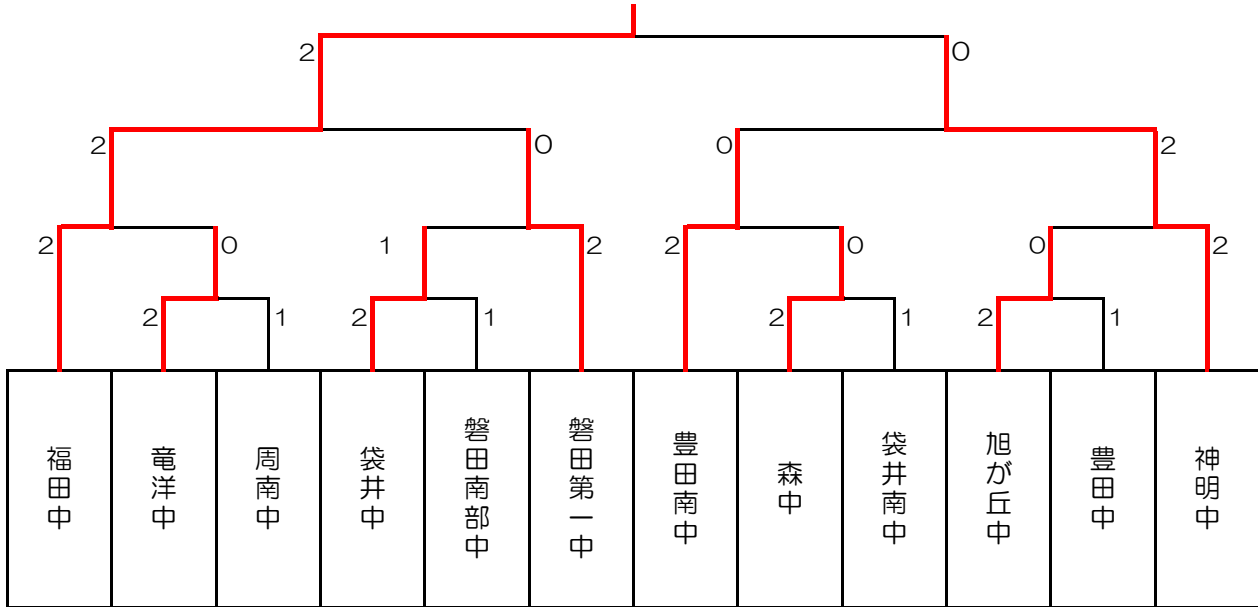 2 0
2 0 0 2
2 0 1 2 2 0 0 2
2 1 2 1 2 1 2 1
福田中
竜洋中
周南中
袋井中
磐田南部中
磐田第一中
豊田南中
森中
袋井南中
旭が丘中
豊田中
神明中